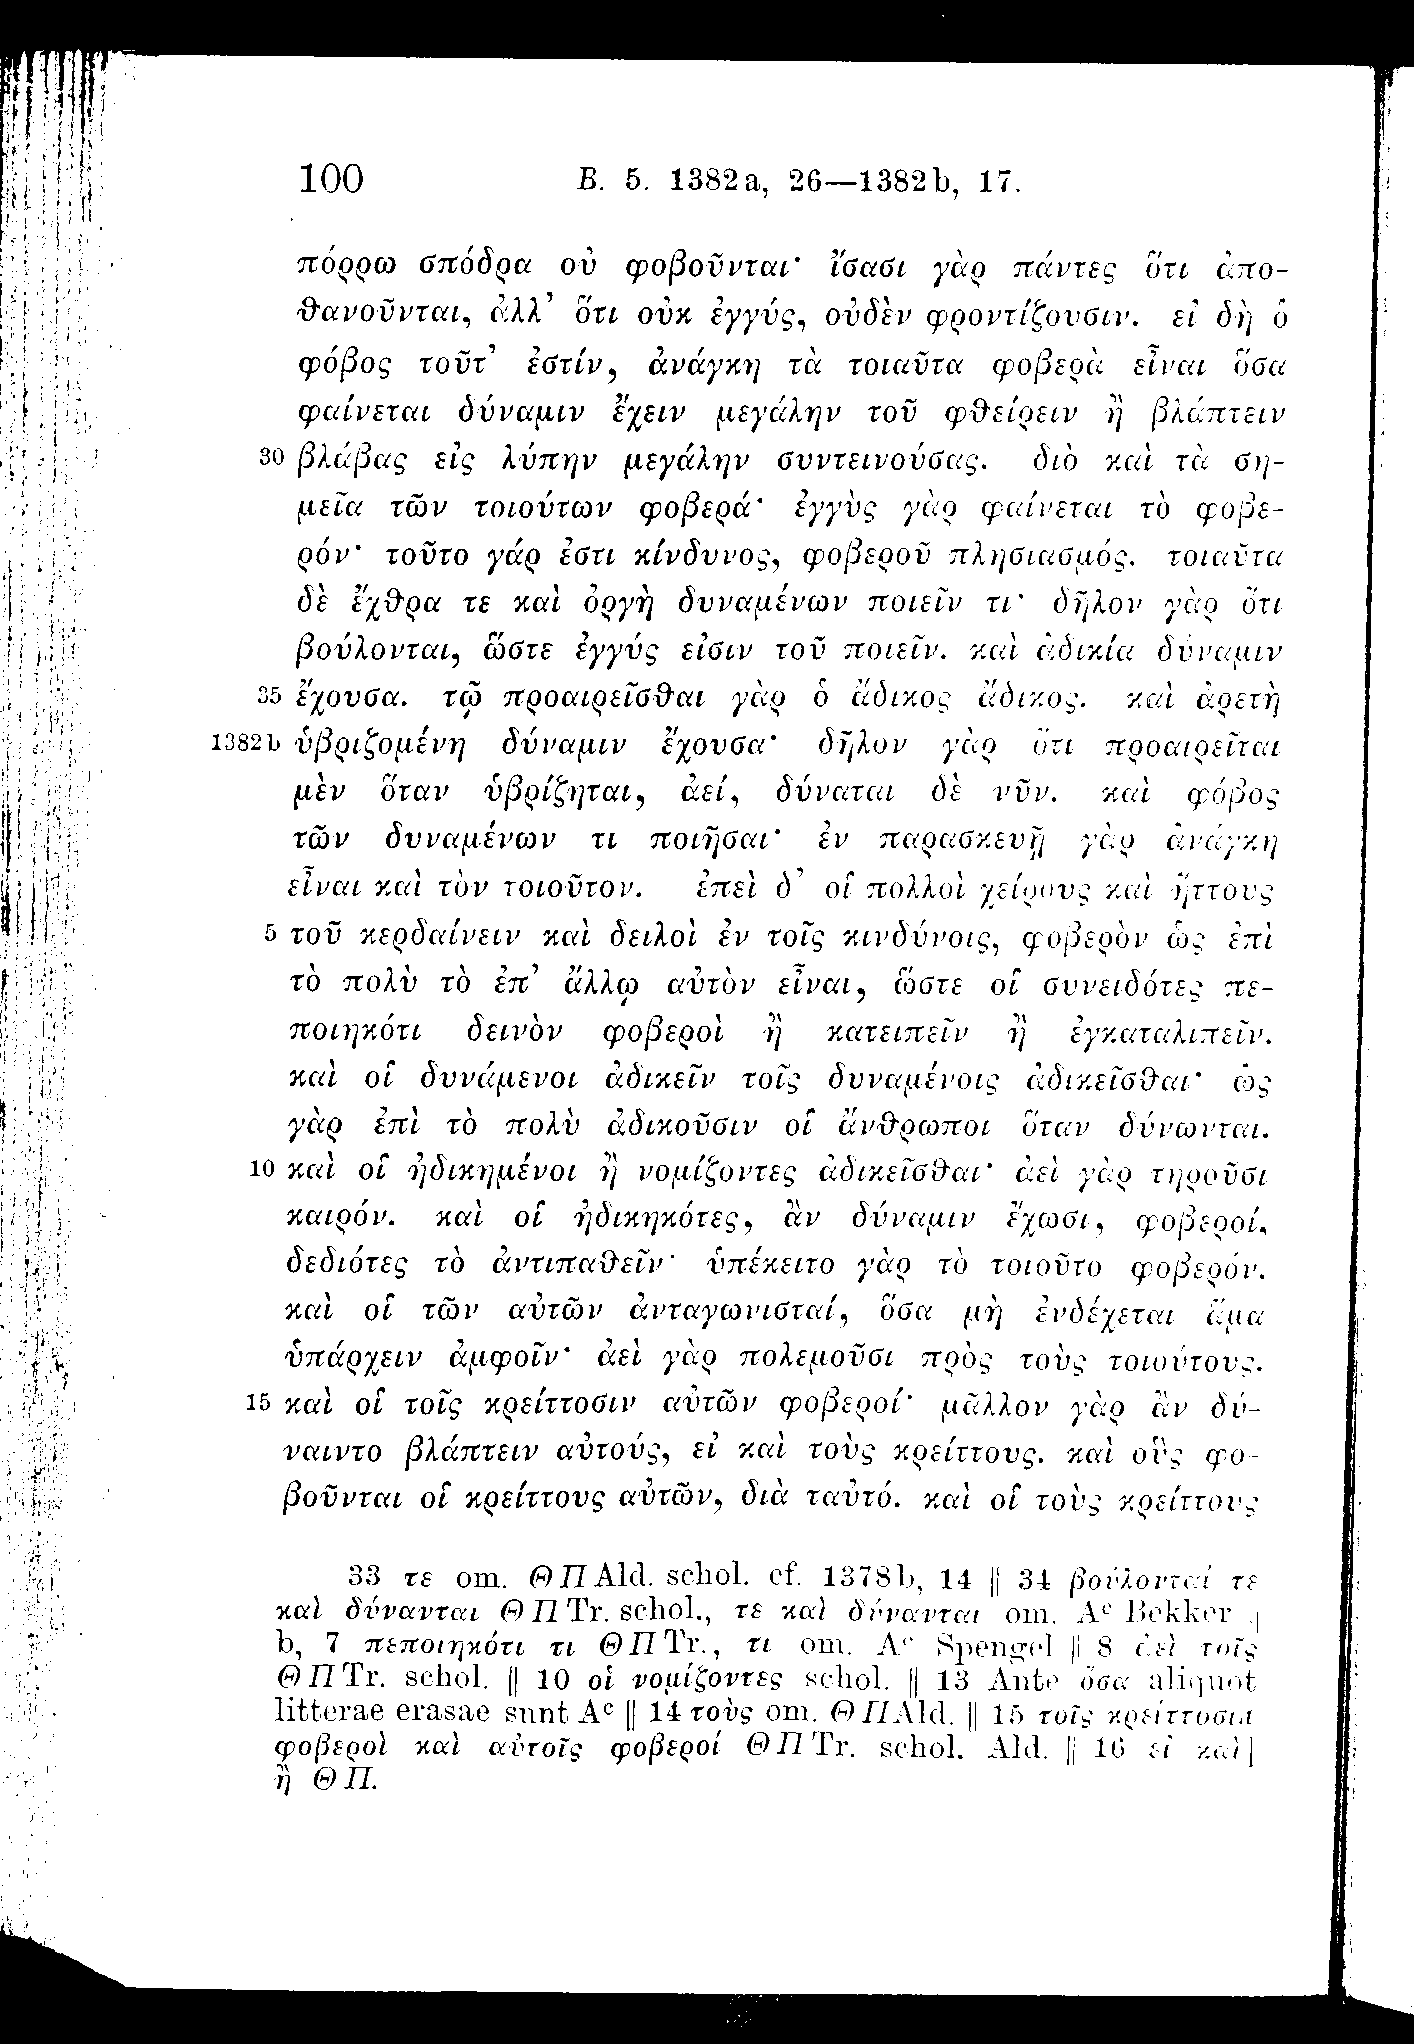 100 B. 5. 1382a, 26—1382b, 17.
πόρρω σπόδρα οὐ φοβοῦνται· ἴσασι γὰρ πάντες ὅτι ἀπο-
θανοῦνται, ἀλλ’ ὅτι οὐκ ἐγγύς, οὐδὲν φροντίζουσιν. εἰ δὴ ὁ
φόβος τοῦτ’ ἐστίν, ἀνάγκη τὰ τοιαῦτα φοβερὰ εἶναι ὅσα
φαίνεται δύναμιν ἔχειν μεγάλην τοῦ φθείρειν ἢ βλάπτειν
30 βλάβας εἰς λύπην μεγάλην συντεινούσας. διὸ καὶ τὰ ση-
μεῖα τῶν τοιούτων φοβερά· ἐγγὺς γὰρ φαίνεται τὸ φοβε-
ρόν· τοῦτο γάρ ἐστι κίνδυνος, φοβεροῦ πλησιασμός. τοιαῦτα
δὲ ἔχθρα τε καὶ ὀργὴ δυναμένων ποιεῖν τι· δῆλον γὰρ ὅτι
βούλονται, ὥστε ἐγγύς εἰσιν τοῦ ποιεῖν. καὶ ἀδικία δύναμιν
35 ἔχουσα. τῷ προαιρεῖσθαι γὰρ ὁ ἄδικος ἄδικος. καὶ ἀρετὴ
1382b ὑβριζομένη δύναμιν ἔχουσα· δῆλον γὰρ ὅτι προαιρεῖται
μὲν ὅταν ὑβρίζηται, ἀεί, δύναται δὲ νῦν. καὶ φόβος
τῶν δυναμένων τι ποιῆσαι· ἐν παρασκευῇ γὰρ ἀνάγκη
εἶναι καὶ τὸν τοιοῦτον. ἐπεὶ δ’ οἱ πολλοὶ χείρους καὶ ἥττους
5 τοῦ κερδαίνειν καὶ δειλοὶ ἐν τοῖς κινδύνοις, φοβερὸν ὡς ἐπὶ
τὸ πολὺ τὸ ἐπ’ ἄλλῳ αὐτὸν εἶναι, ὥστε οἱ συνειδότες πε-
ποιηκότι δεινὸν φοβεροὶ ἢ κατειπεῖν ἢ ἐγκαταλιπεῖν.
καὶ οἱ δυνάμενοι ἀδικεῖν τοῖς δυναμένοις ἀδικεῖσθαι· ὡς
γὰρ ἐπὶ τὸ πολὺ ἀδικοῦσιν οἱ ἄνθρωποι ὅταν δύνωνται.
10 καὶ οἱ ἠδικημένοι ἢ νομίζοντες ἀδικεῖσθαι· ἀεὶ γὰρ τηροῦσι
καιρόν. καὶ οἱ ἠδικηκότες, ἂν δύναμιν ἔχωσι, φοβεροί,
δεδιότες τὸ ἀντιπαθεῖν· ὑπέκειτο γὰρ τὸ τοιοῦτο φοβερόν.
καὶ οἱ τῶν αὐτῶν ἀνταγωνισταί, ὅσα μὴ ἐνδέχεται ἅμα
ὑπάρχειν ἀμφοῖν· ἀεὶ γὰρ πολεμοῦσι πρὸς τοὺς τοιούτους.
15 καὶ οἱ τοῖς κρείττοσιν αὐτῶν φοβεροί· μᾶλλον γὰρ ἂν δύ-
ναιντο βλάπτειν αὐτούς, εἰ καὶ τοὺς κρείττους. καὶ οὓς φο-
βοῦνται οἱ κρείττους αὐτῶν, διὰ ταὐτό. καὶ οἱ τοὺς κρείττους
33 τε om. ΘΠ Ald. schol. cf. 1378b, 14 || 34 βούλονταί τε
καὶ δύνανται ΘΠ Tr. schol., τε καὶ δύνανται om. Aᶜ Bekker ||
b, 7 πεποιηκότι τι ΘΠ Tr., τι om. Aᶜ Spengel || 8 ἀεὶ τοῖς
ΘΠ Tr. schol. || 10 οἱ νομίζοντες schol. || 13 Ante ὅσα aliquot
litterae erasae sunt Aᶜ || 14 τοὺς om. ΘΠ Ald. || 15 τοῖς κρείττοσιν
φοβεροὶ καὶ αὐτοῖς φοβεροί ΘΠ Tr. schol. Ald. || 16 εἰ καὶ]
ἢ ΘΠ.